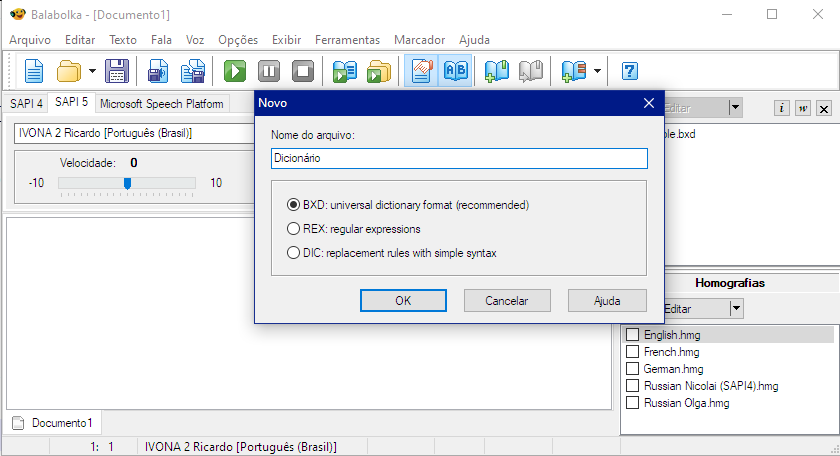 Balabolka - [Documento1]
Arquivo Editar Texto Fala Voz Opções Exibir Ferramentas Marcador Ajuda
SAPI 4 SAPI 5 Microsoft Speech Platform
IVONA 2 Ricardo [Português (Brasil)]
Velocidade: 0
-10 10
Novo
Nome do arquivo:
Dicionário
BXD: universal dictionary format (recommended)
REX: regular expressions
DIC: replacement rules with simple syntax
OK Cancelar Ajuda
Editar i w x
ple.bxd
Homografias
Editar
English.hmg
French.hmg
German.hmg
Russian Nicolai (SAPI4).hmg
Russian Olga.hmg
Documento1
1: 1 IVONA 2 Ricardo [Português (Brasil)]